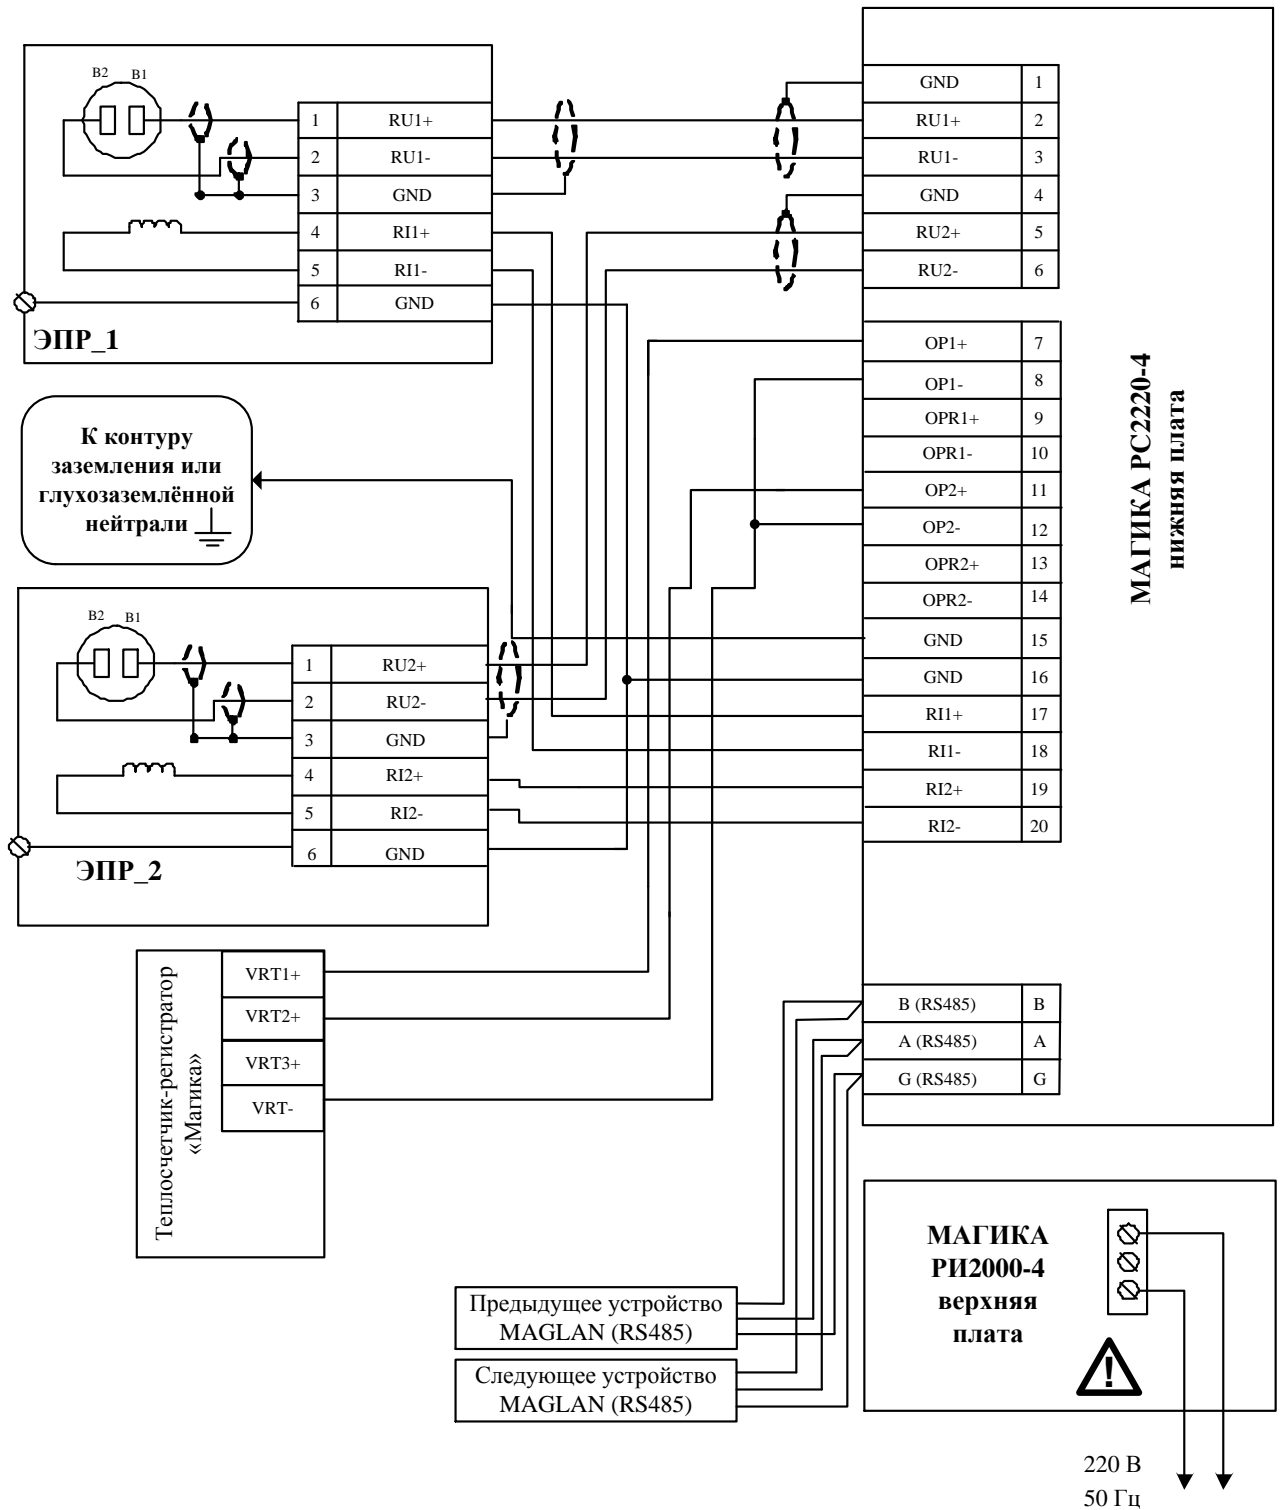 B2 B1
1 RU1+
2 RU1-
3 GND
4 RI1+
5 RI1-
6 GND
ЭПР_1
GND 1
RU1+ 2
RU1- 3
GND 4
RU2+ 5
RU2- 6
OP1+ 7
OP1- 8
OPR1+ 9
OPR1- 10
OP2+ 11
OP2- 12
OPR2+ 13
OPR2- 14
GND 15
GND 16
RI1+ 17
RI1- 18
RI2+ 19
RI2- 20
МАГИКА РС2220-4
нижняя плата
К контуру
заземления или
глухозаземлённой
нейтрали
B2 B1
1 RU2+
2 RU2-
3 GND
4 RI2+
5 RI2-
6 GND
ЭПР_2
Теплосчетчик-регистратор
«Магика»
VRT1+
VRT2+
VRT3+
VRT-
B (RS485) B
A (RS485) A
G (RS485) G
Предыдущее устройство
MAGLAN (RS485)
Следующее устройство
MAGLAN (RS485)
МАГИКА
РИ2000-4
верхняя
плата
!
220 В
50 Гц